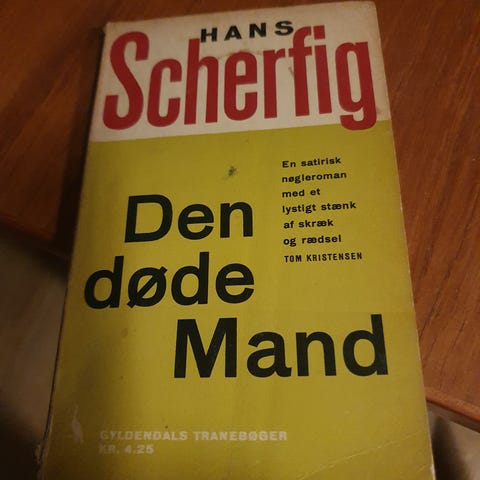 HANS
Scherfig
En satirisk
nøgleroman
med et
lystigt stænk
af skræk
og rædsel
TOM KRISTENSEN
Den
døde
Mand
GYLDENDALS TRANEBØGER
KR. 4.25